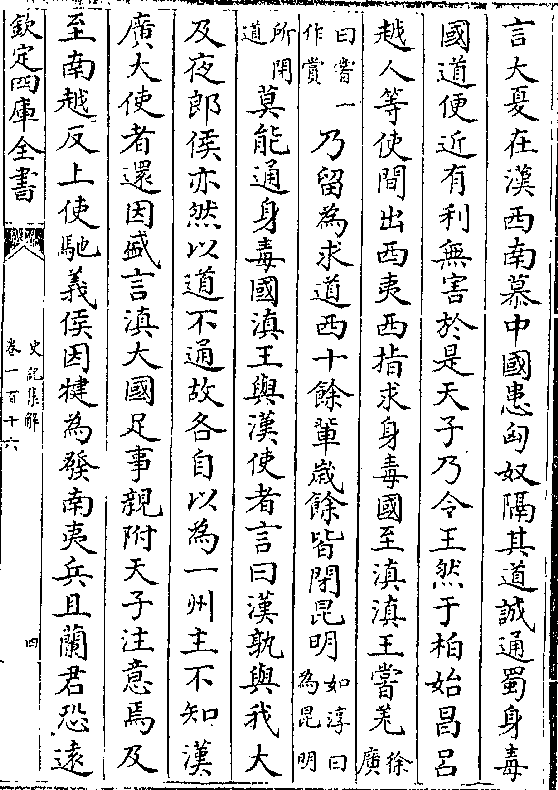 言大夏在漢西南慕中國患匈奴隔其道誠通蜀身毒
國道便近有利無害於是天子乃令王然于柏始昌吕
越人等使間出西夷西指求身毒國至滇滇王嘗羌徐廣
曰嘗一作賞乃留為求道西十餘輩歲餘皆閉昆明如淳曰為昆明
所閉道莫能通身毒國滇王與漢使者言曰漢孰與我大
及夜郎侯亦然以道不通故各自以為一州主不知漢
廣大使者還因盛言滇大國足事親附天子注意焉及
至南越反上使馳義侯因犍為發南夷兵且蘭君恐遠
欽定四庫全書
史記集解
卷一百十六
四